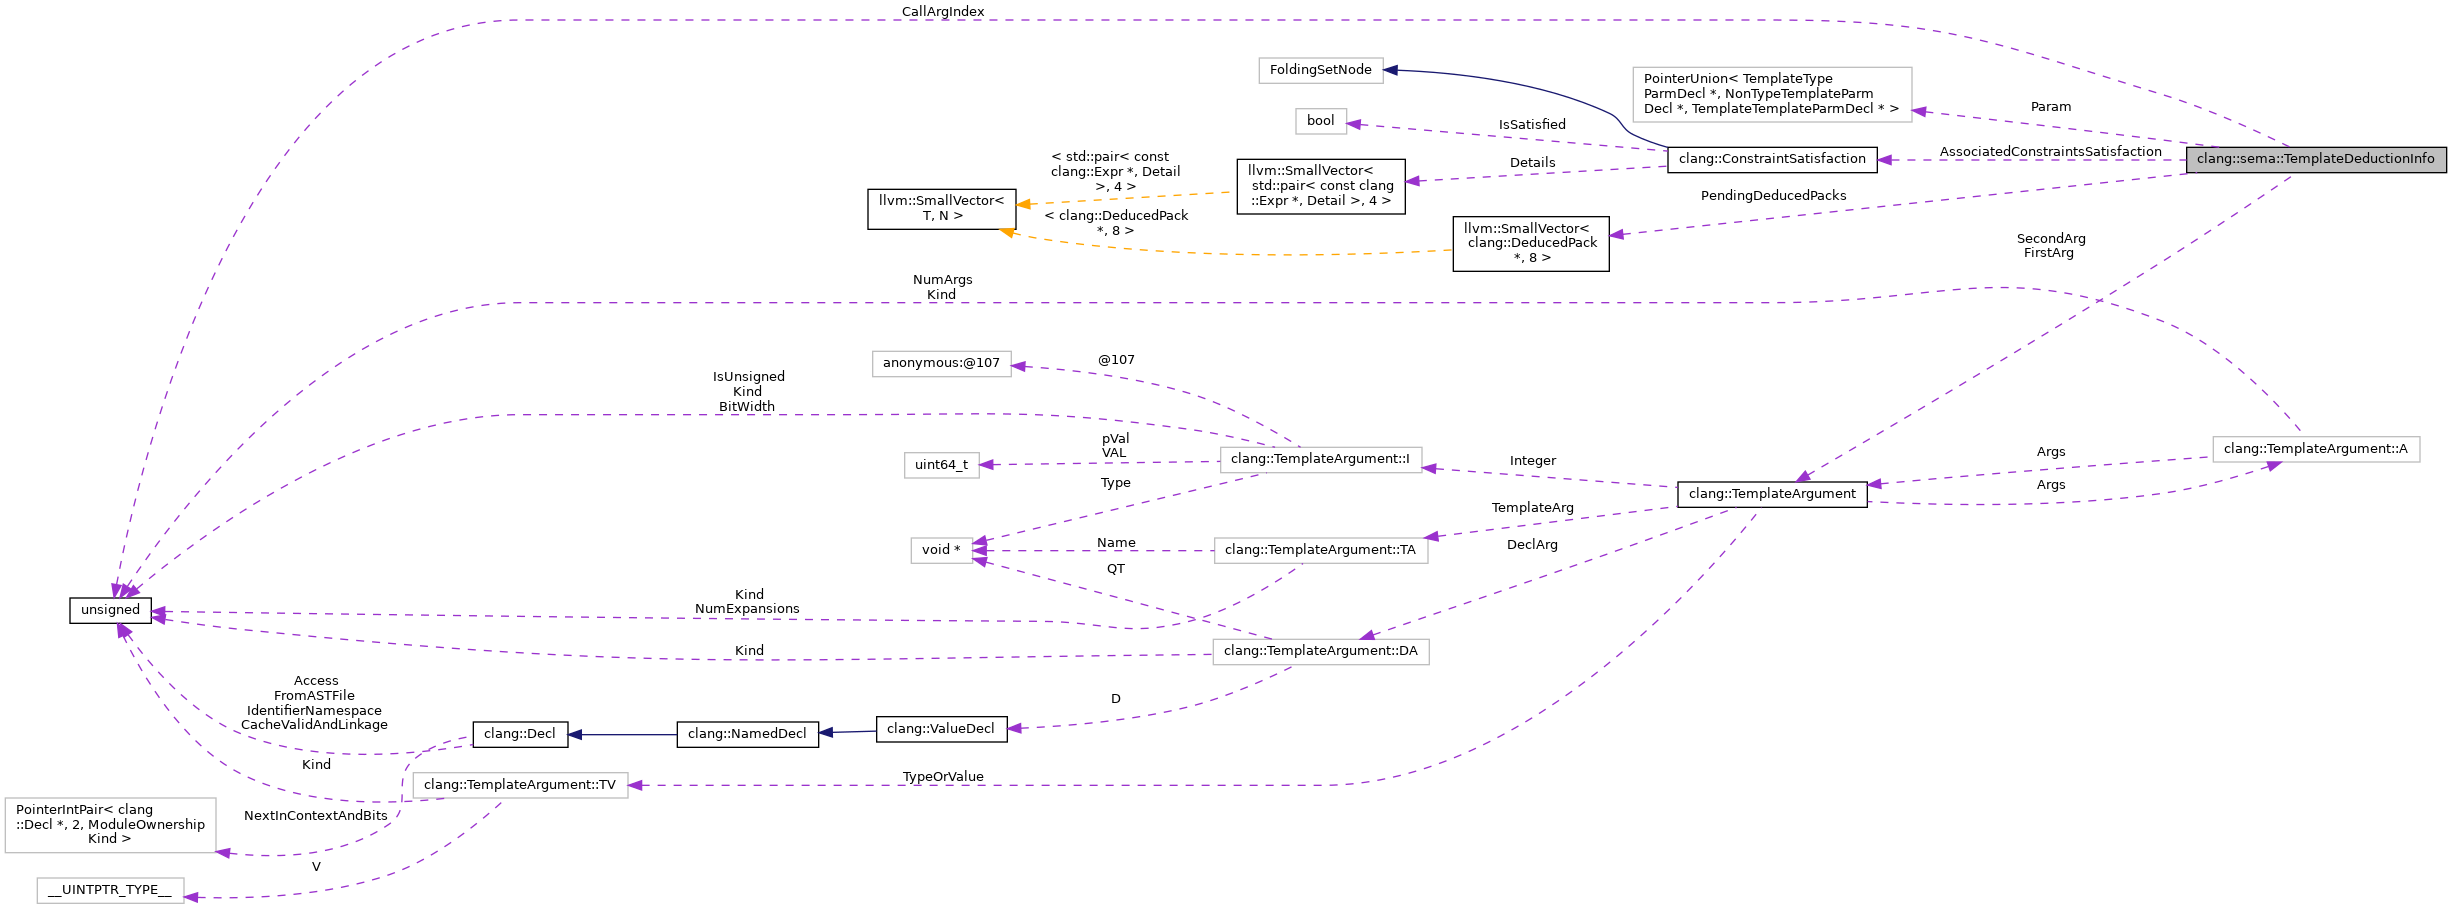 CallArgIndex
FoldingSetNode
PointerUnion< TemplateType
ParmDecl *, NonTypeTemplateParm
Decl *, TemplateTemplateParmDecl * >
Param
bool
IsSatisfied
clang::ConstraintSatisfaction
AssociatedConstraintsSatisfaction
clang::sema::TemplateDeductionInfo
< std::pair< const
clang::Expr *, Detail
>, 4 >
Details
llvm::SmallVector<
std::pair< const clang
::Expr *, Detail >, 4 >
llvm::SmallVector<
T, N >
PendingDeducedPacks
< clang::DeducedPack
*, 8 >
llvm::SmallVector<
clang::DeducedPack
*, 8 >
SecondArg
FirstArg
NumArgs
Kind
anonymous:@107
@107
IsUnsigned
Kind
BitWidth
pVal
VAL
uint64_t
clang::TemplateArgument::I
Integer
Args
clang::TemplateArgument::A
Type
Args
clang::TemplateArgument
TemplateArg
void *
Name
clang::TemplateArgument::TA
DeclArg
QT
unsigned
Kind
NumExpansions
Kind
clang::TemplateArgument::DA
Access
FromASTFile
IdentifierNamespace
CacheValidAndLinkage
D
clang::Decl
clang::NamedDecl
clang::ValueDecl
Kind
clang::TemplateArgument::TV
TypeOrValue
PointerIntPair< clang
::Decl *, 2, ModuleOwnership
Kind >
NextInContextAndBits
V
__UINTPTR_TYPE__